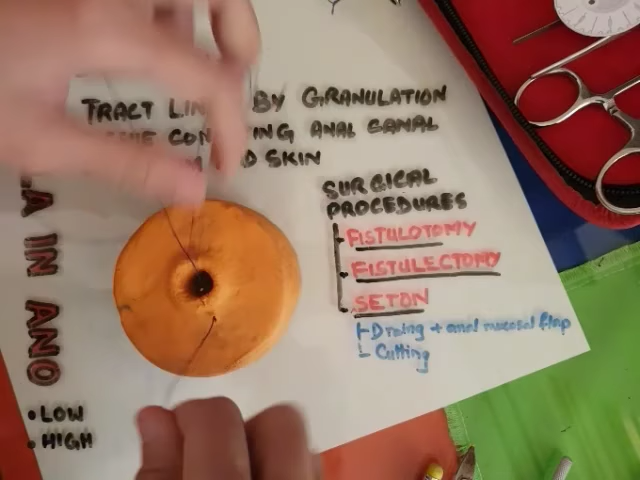 TRACT BY GRANULATION
ANAL CANAL
SKIN
IN ANO
• LOW
• HIGH
SURGICAL
PROCEDURES
FISTULOTOMY
FISTULECTOMY
SETON
Draing + anal mucosal flap
Cutting